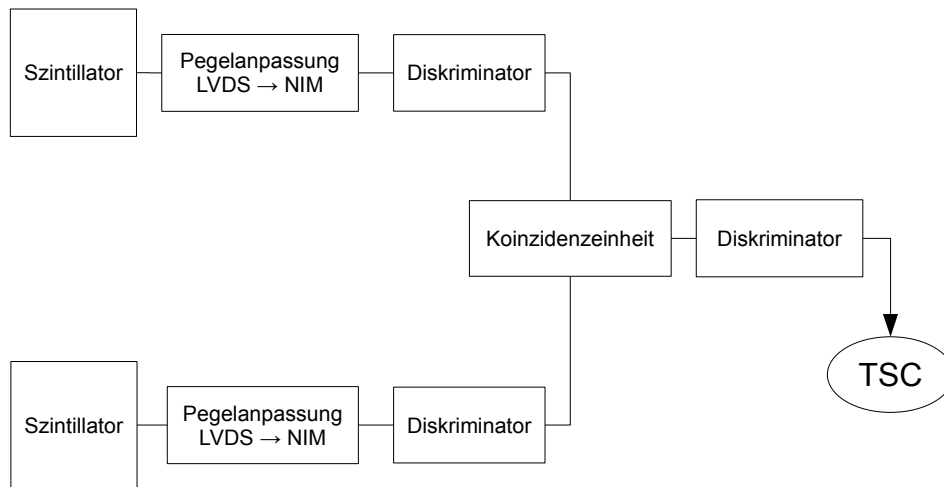 Szintillator
Pegelanpassung
LVDS → NIM
Diskriminator
Koinzidenzeinheit
Diskriminator
TSC
Szintillator
Pegelanpassung
LVDS → NIM
Diskriminator